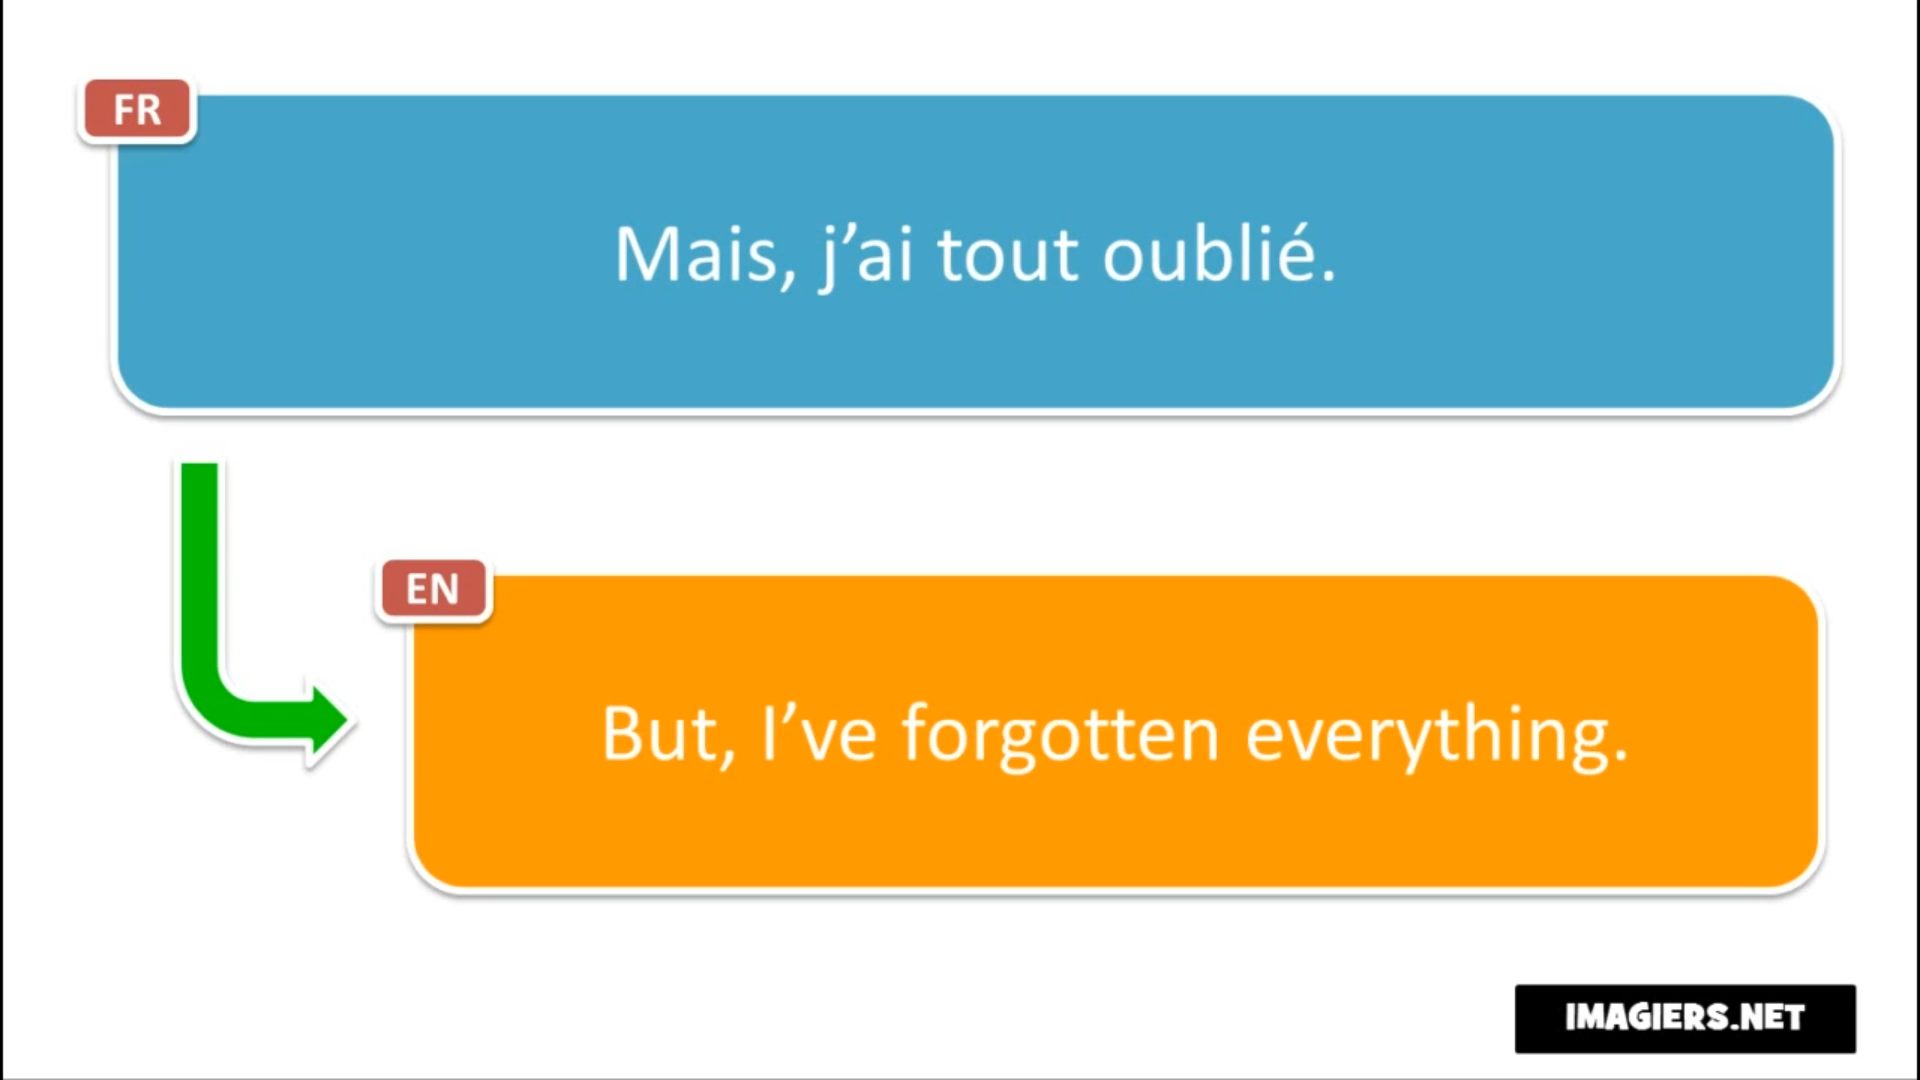 FR
Mais, j’ai tout oublié.
EN
But, I’ve forgotten everything.
IMAGIERS.NET